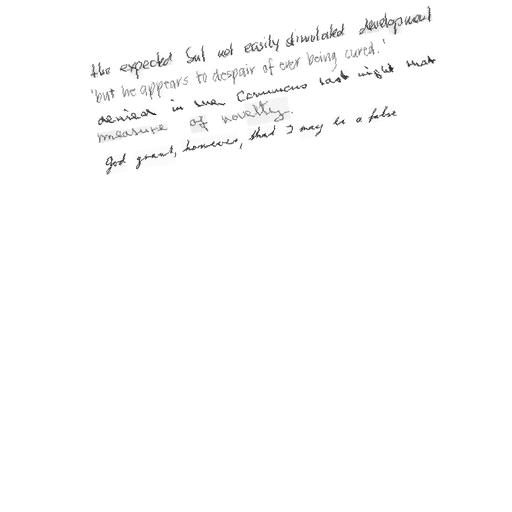 the expected but not easily stimulated development
'but he appears to despair of ever being cured.'
denied in the Commons last night that
measure of novelty.
God grant, however, that I may be a false